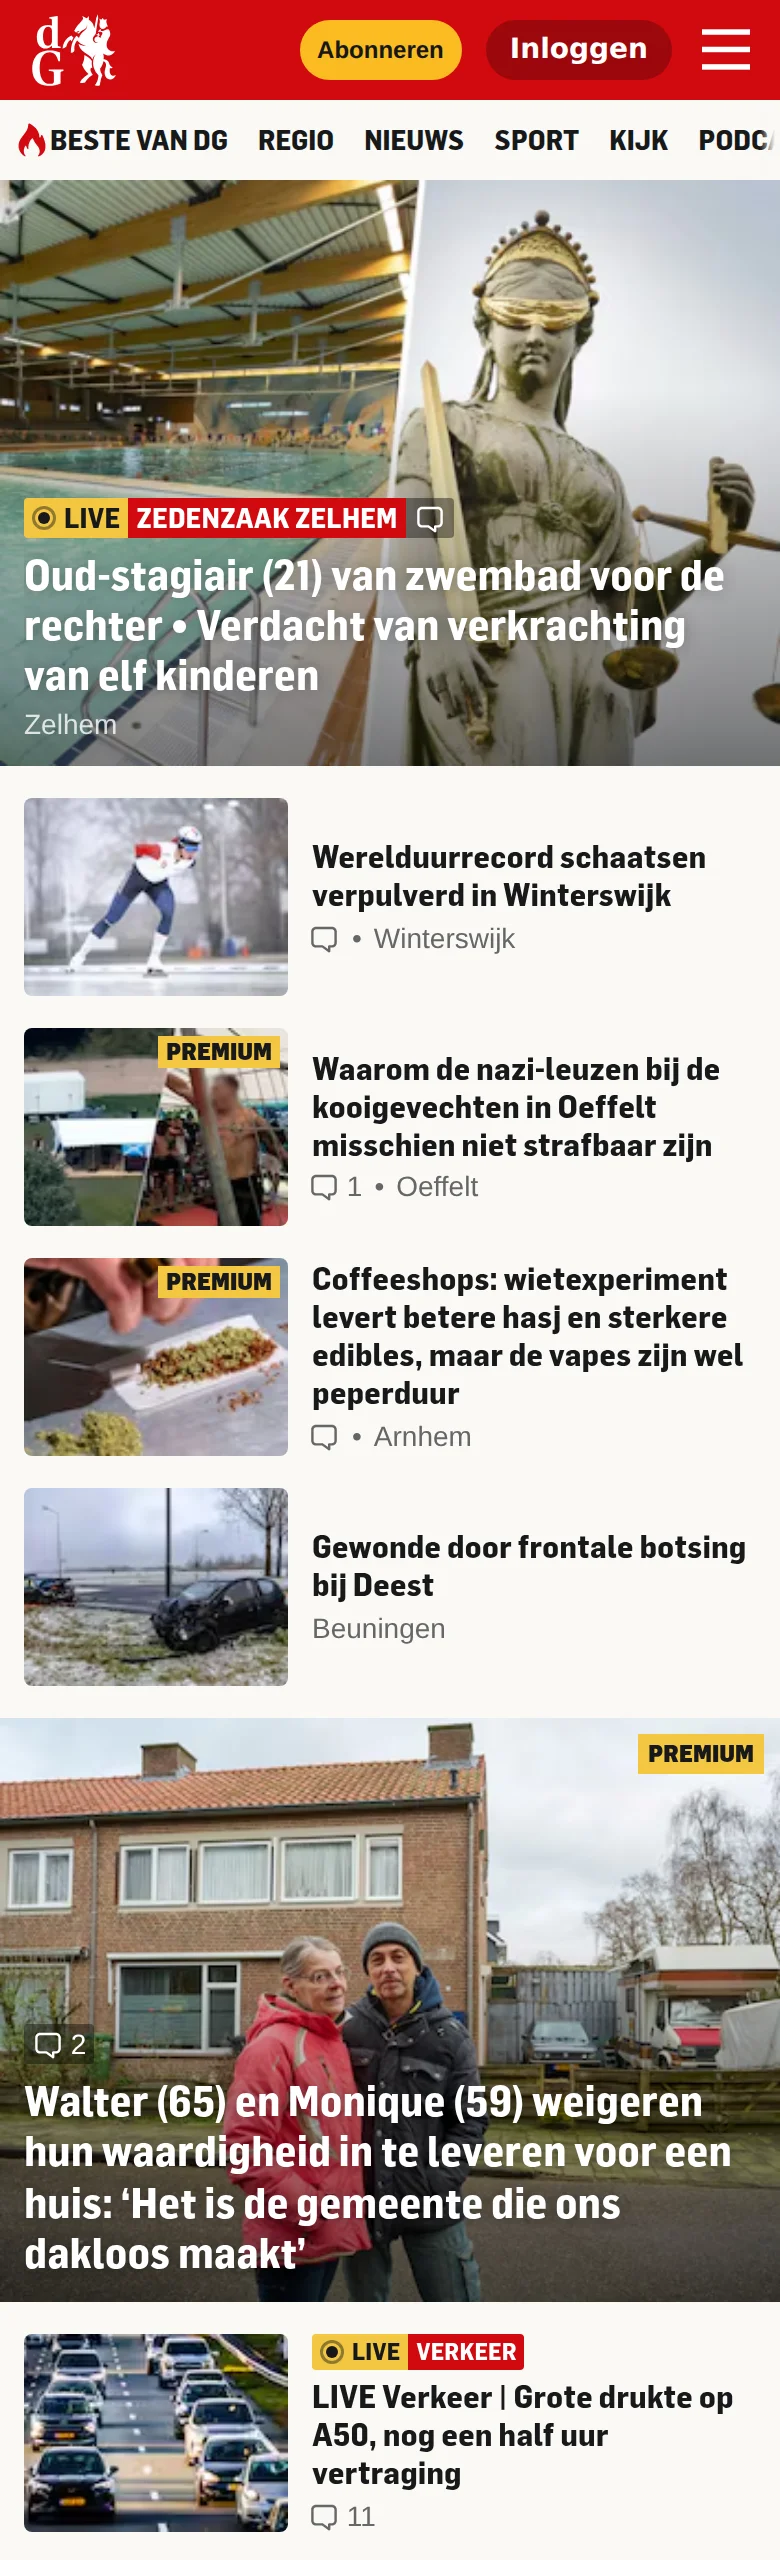 dG
Abonneren
Inloggen
BESTE VAN DG REGIO NIEUWS SPORT KIJK
LIVE ZEDENZAAK ZELHEM
Oud-stagiair (21) van zwembad voor de
rechter • Verdacht van verkrachting
van elf kinderen
Zelhem
Werelduurrecord schaatsen
verpulverd in Winterswijk
• Winterswijk
PREMIUM
Waarom de nazi-leuzen bij de
kooigevechten in Oeffelt
misschien niet strafbaar zijn
1 • Oeffelt
PREMIUM
Coffeeshops: wietexperiment
levert betere hasj en sterkere
edibles, maar de vapes zijn wel
peperduur
• Arnhem
Gewonde door frontale botsing
bij Deest
Beuningen
PREMIUM
2
Walter (65) en Monique (59) weigeren
hun waardigheid in te leveren voor een
huis: ‘Het is de gemeente die ons
dakloos maakt’
LIVE VERKEER
LIVE Verkeer | Grote drukte op
A50, nog een half uur
vertraging
11